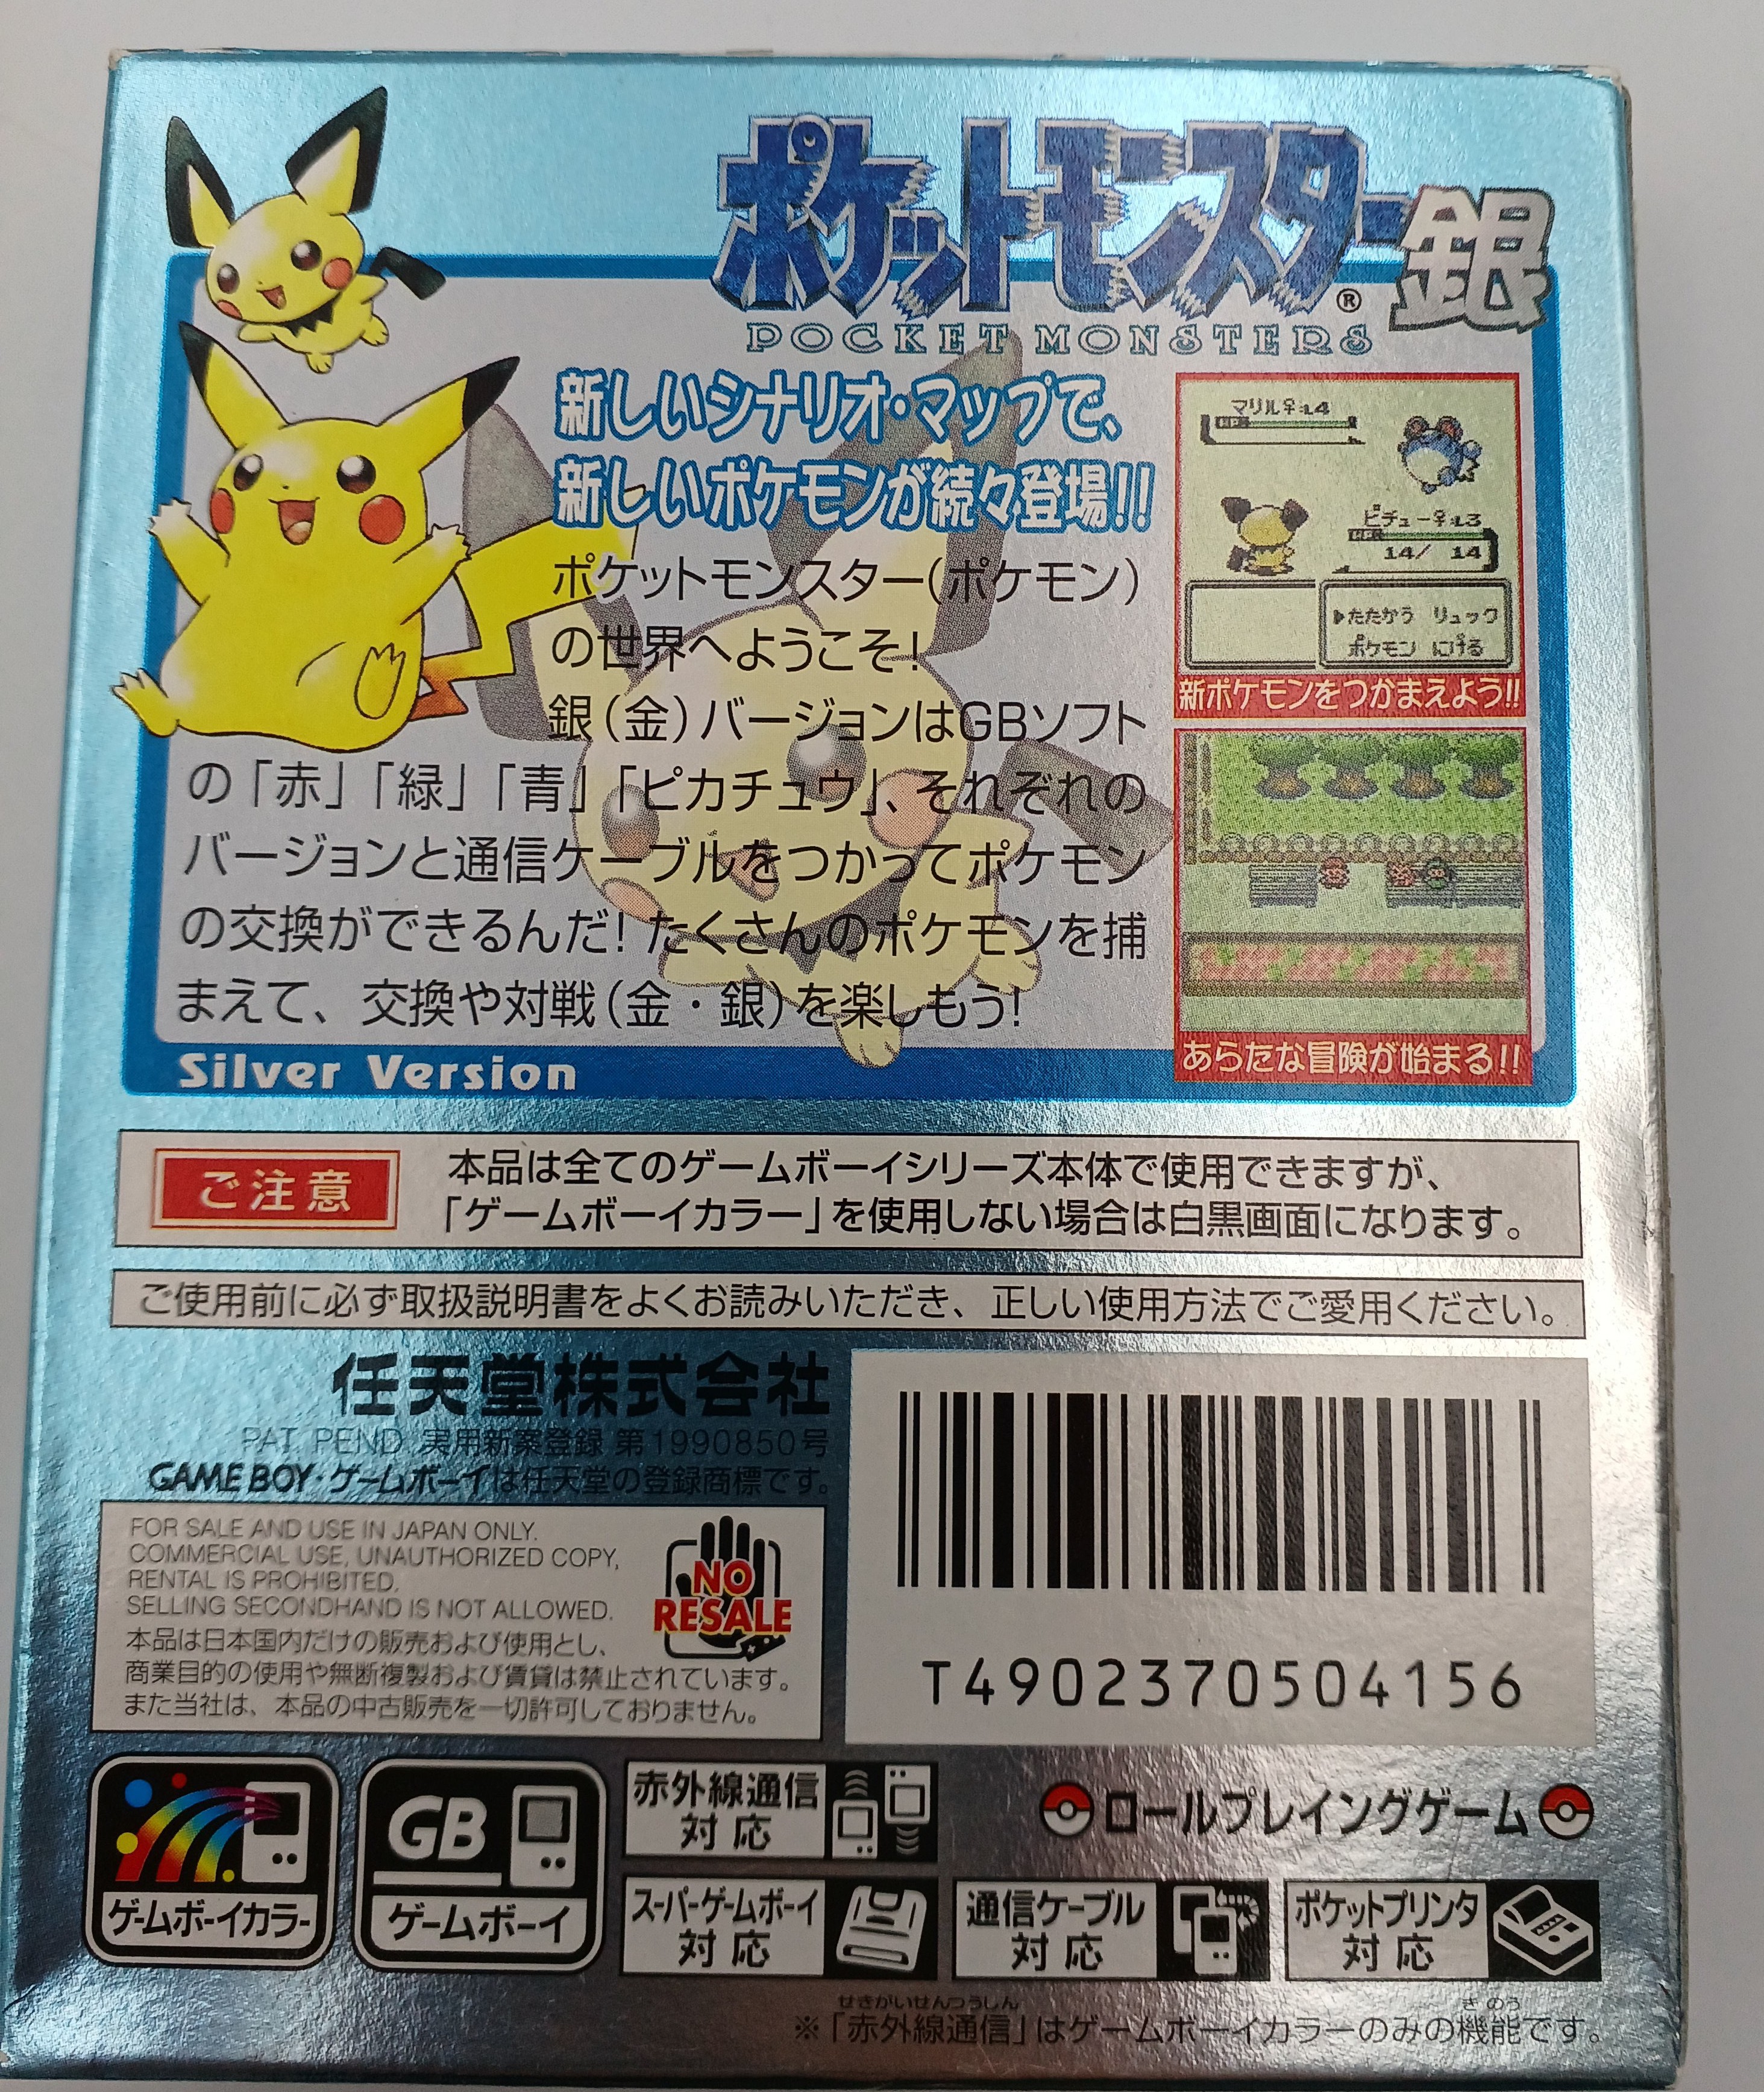 ポケットモンスター銀
®
POCKET MONSTERS
新しいシナリオ・マップで、
新しいポケモンが続々登場!!
ポケットモンスター(ポケモン)
の世界へようこそ!
銀(金)バージョンはGBソフト
の「赤」「緑」「青」「ピカチュウ」、それぞれの
バージョンと通信ケーブルをつかってポケモン
の交換ができるんだ! たくさんのポケモンを捕
まえて、交換や対戦(金・銀)を楽しもう!
Silver Version
マリル♀:L4
HP:
ピチュー♀:L3
HP:
14/ 14
▶たたかう リュック
ポケモン にげる
新ポケモンをつかまえよう!!
あらたな冒険が始まる!!
ご注意
本品は全てのゲームボーイシリーズ本体で使用できますが、
「ゲームボーイカラー」を使用しない場合は白黒画面になります。
ご使用前に必ず取扱説明書をよくお読みいただき、正しい使用方法でご愛用ください。
任天堂株式会社
PAT. PEND. 実用新案登録 第1990850号
GAME BOY・ゲームボーイは任天堂の登録商標です。
FOR SALE AND USE IN JAPAN ONLY.
COMMERCIAL USE, UNAUTHORIZED COPY,
RENTAL IS PROHIBITED.
SELLING SECONDHAND IS NOT ALLOWED.
本品は日本国内だけの販売および使用とし、
商業目的の使用や無断複製および賃貸は禁止されています。
また当社は、本品の中古販売を一切許可しておりません。
NO
RESALE
T4902370504156
ゲームボーイカラー
GB
ゲームボーイ
赤外線通信
対応
ロールプレイングゲーム
スーパーゲームボーイ
対応
通信ケーブル
対応
ポケットプリンタ
対応
せきがいせんつうしん きのう
※「赤外線通信」はゲームボーイカラーのみの機能です。